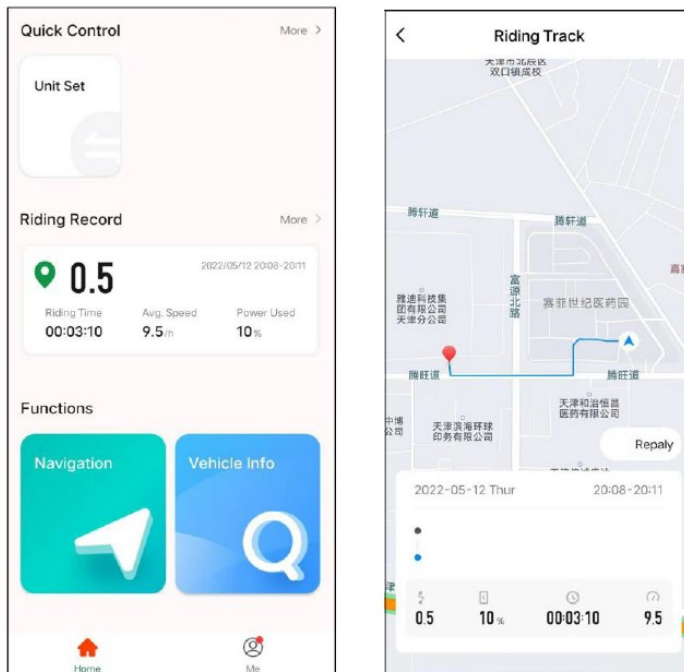 Quick Control
More >
Unit Set
Riding Record
More >
0.5
2022/05/12 20:08-20:11
Riding Time
Avg. Speed
Power Used
00:03:10
9.5/h
10%
Functions
Navigation
Vehicle Info
Home
Me
Riding Track
天津市北辰区
双口镇成校
腾轩道
腾轩道
富源北路
赛菲世纪医药园
雅迪科技集
团有限公司
天津分公司
腾旺道
腾旺道
天津和治恒昌
医药有限公司
中博
公司
天津滨海环球
印务有限公司
Repaly
2022-05-12 Thur
20:08-20:11
津
0.5
10 %
00:03:10
9.5